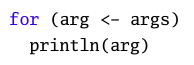 for (arg <- args)
  println(arg)